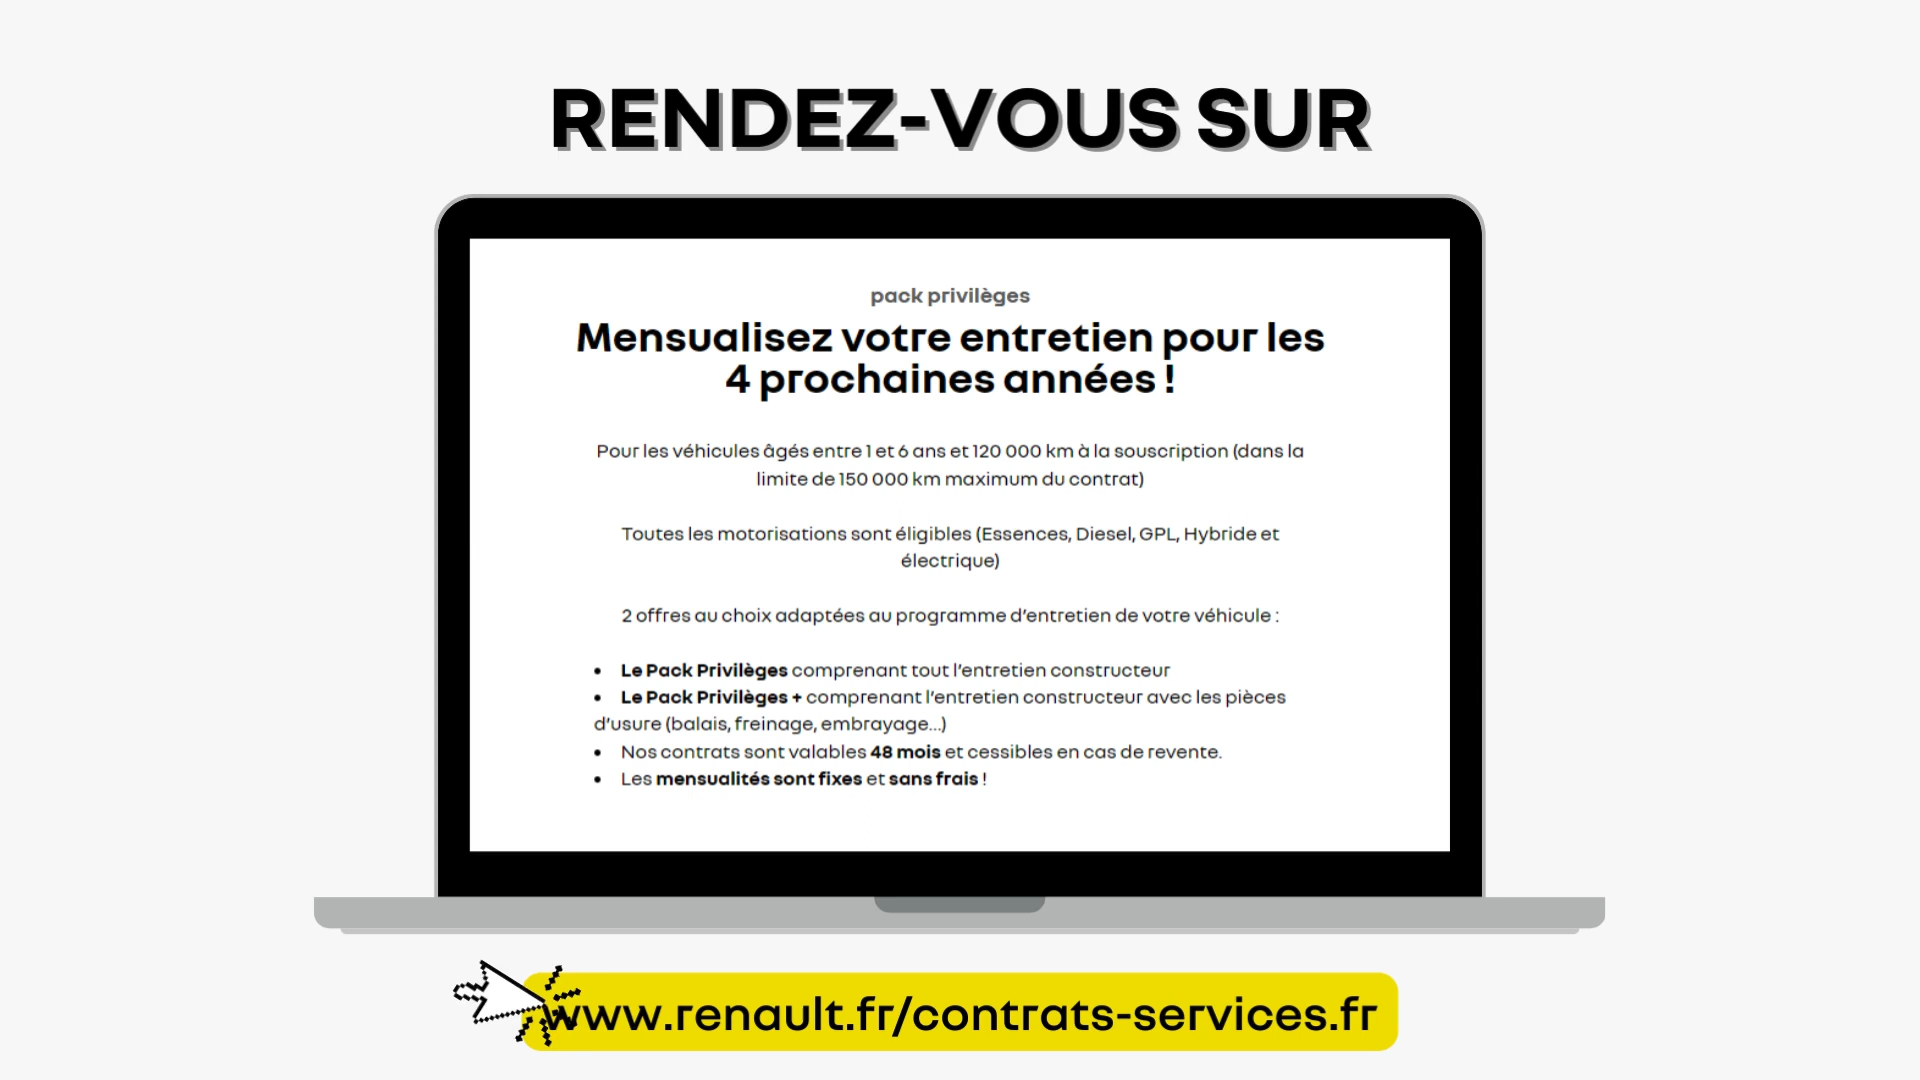 RENDEZ-VOUS SUR
pack privilèges
Mensualisez votre entretien pour les
4 prochaines années !
Pour les véhicules âgés entre 1 et 6 ans et 120 000 km à la souscription (dans la
limite de 150 000 km maximum du contrat)
Toutes les motorisations sont éligibles (Essences, Diesel, GPL, Hybride et
électrique)
2 offres au choix adaptées au programme d’entretien de votre véhicule :
• Le Pack Privilèges comprenant tout l’entretien constructeur
• Le Pack Privilèges + comprenant l’entretien constructeur avec les pièces
d’usure (balais, freinage, embrayage...)
• Nos contrats sont valables 48 mois et cessibles en cas de revente.
• Les mensualités sont fixes et sans frais !
www.renault.fr/contrats-services.fr